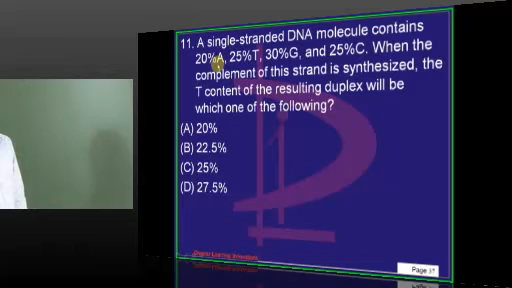 11. A single-stranded DNA molecule contains
20%A, 25%T, 30%G, and 25%C. When the
complement of this strand is synthesized, the
T content of the resulting duplex will be
which one of the following?
(A) 20%
(B) 22.5%
(C) 25%
(D) 27.5%
Page